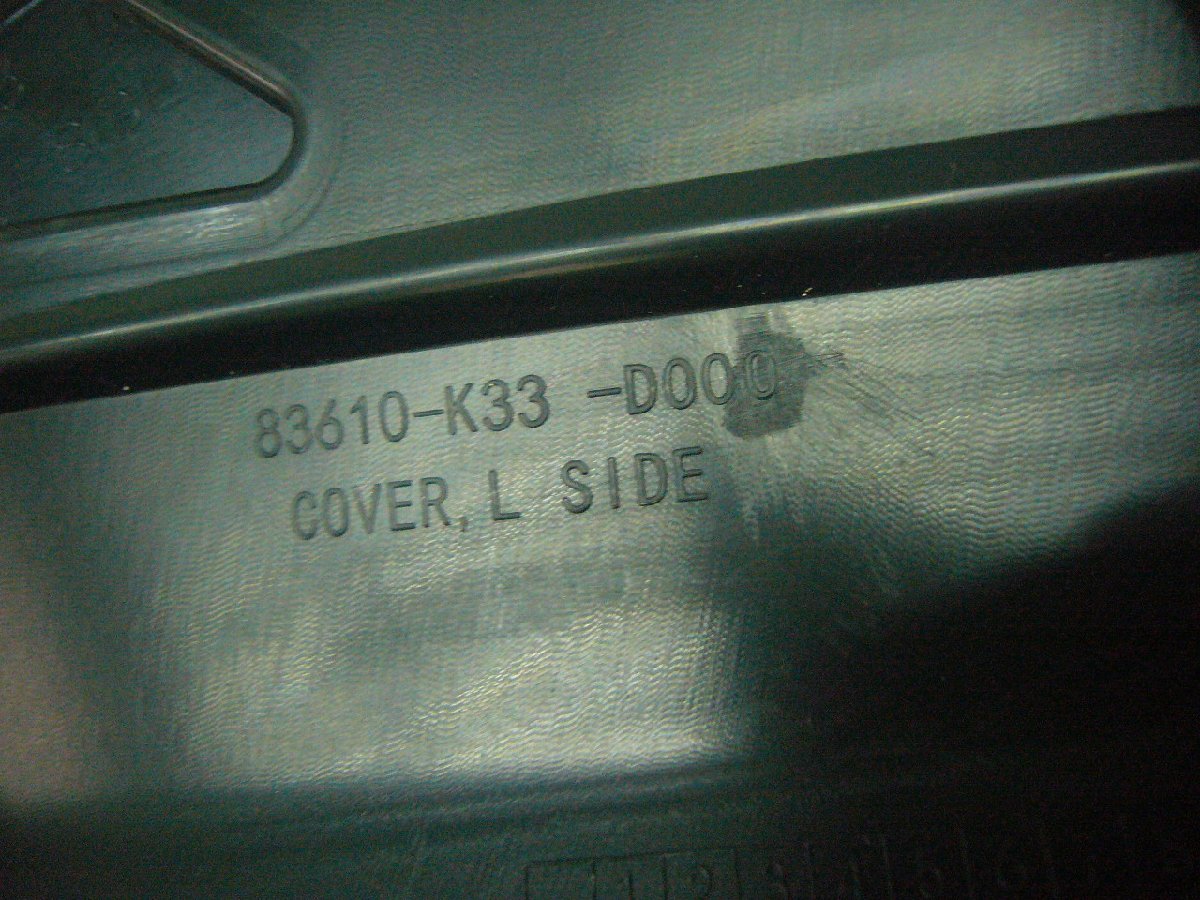 83610-K33 -D000
COVER, L SIDE